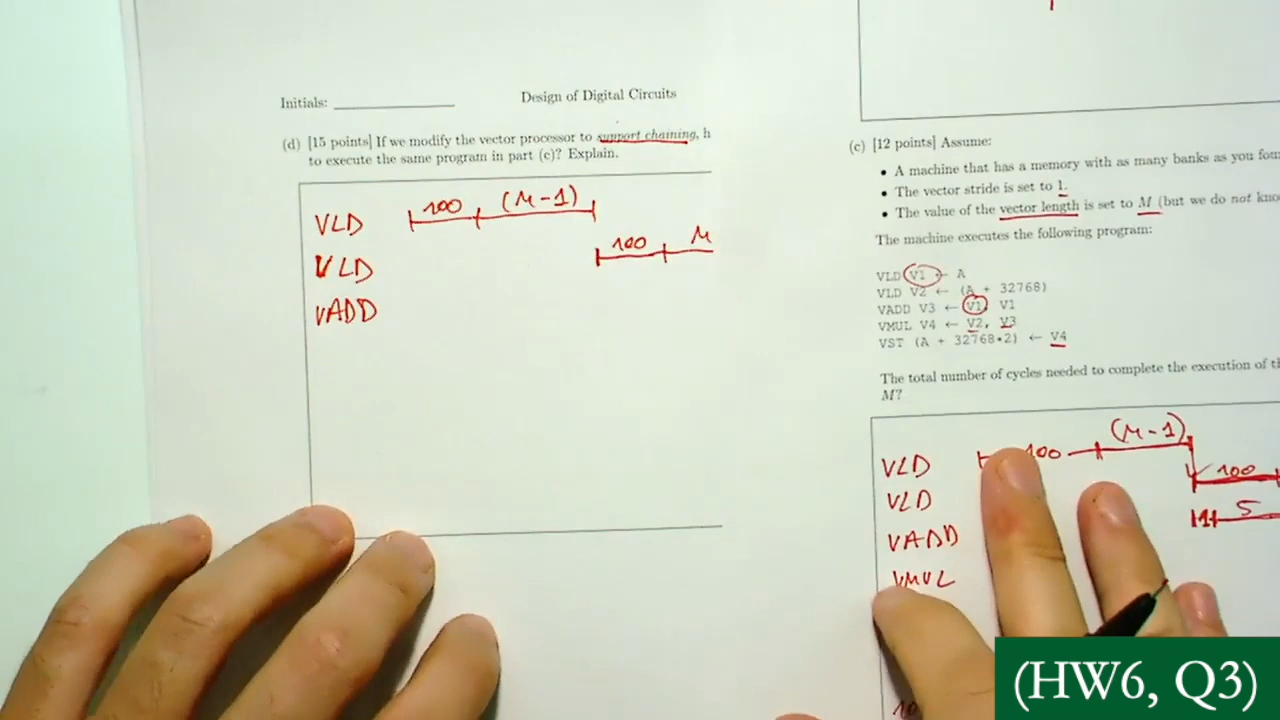 Initials: ____________ Design of Digital Circuits
(d) [15 points] If we modify the vector processor to support chaining, h
to execute the same program in part (c)? Explain.
VLD 100 (M-1)
VLD 100 M
VADD
(c) [12 points] Assume:
• A machine that has a memory with as many banks as you foun
• The vector stride is set to 1.
• The value of the vector length is set to M (but we do not know
The machine executes the following program:
VLD V1 ← A
VLD V2 ← (A + 32768)
VADD V3 ← V1, V1
VMUL V4 ← V2, V3
VST (A + 32768*2) ← V4
The total number of cycles needed to complete the execution of th
M?
VLD 100 (M-1)
VLD 100
VADD 1 5
VMUL
10
(HW6, Q3)